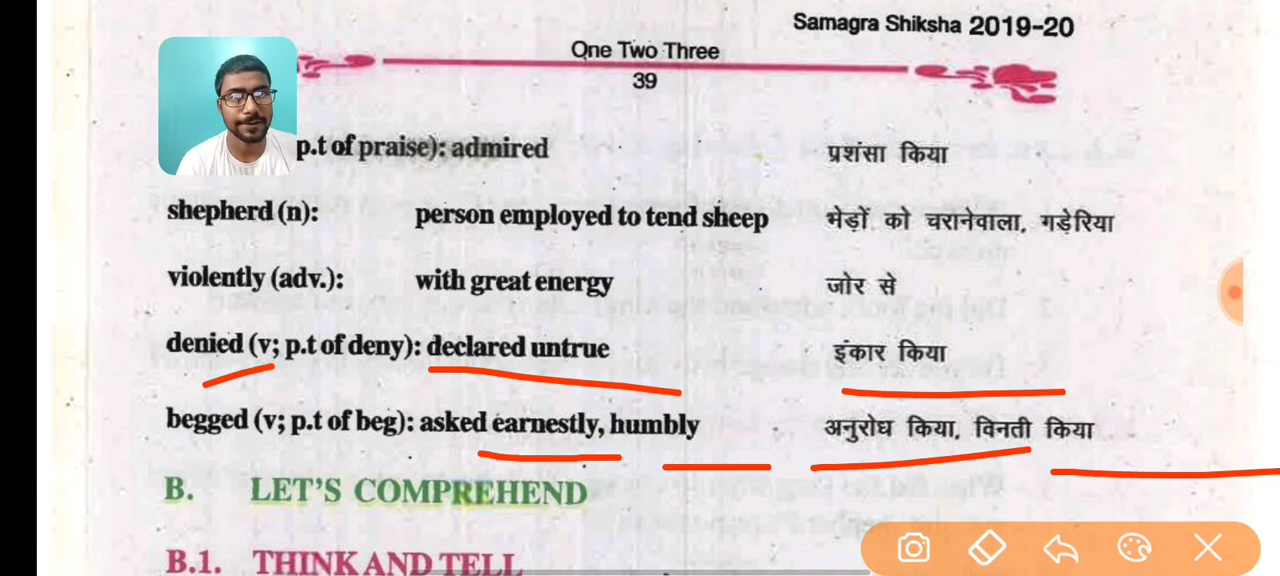 Samagra Shiksha 2019-20
One Two Three
39
p.t of praise): admired प्रशंसा किया
shepherd (n): person employed to tend sheep भेड़ों को चरानेवाला, गड़ेरिया
violently (adv.): with great energy जोर से
denied (v; p.t of deny): declared untrue इंकार किया
begged (v; p.t of beg): asked earnestly, humbly अनुरोध किया, विनती किया
B. LET'S COMPREHEND
B.1. THINK AND TELL